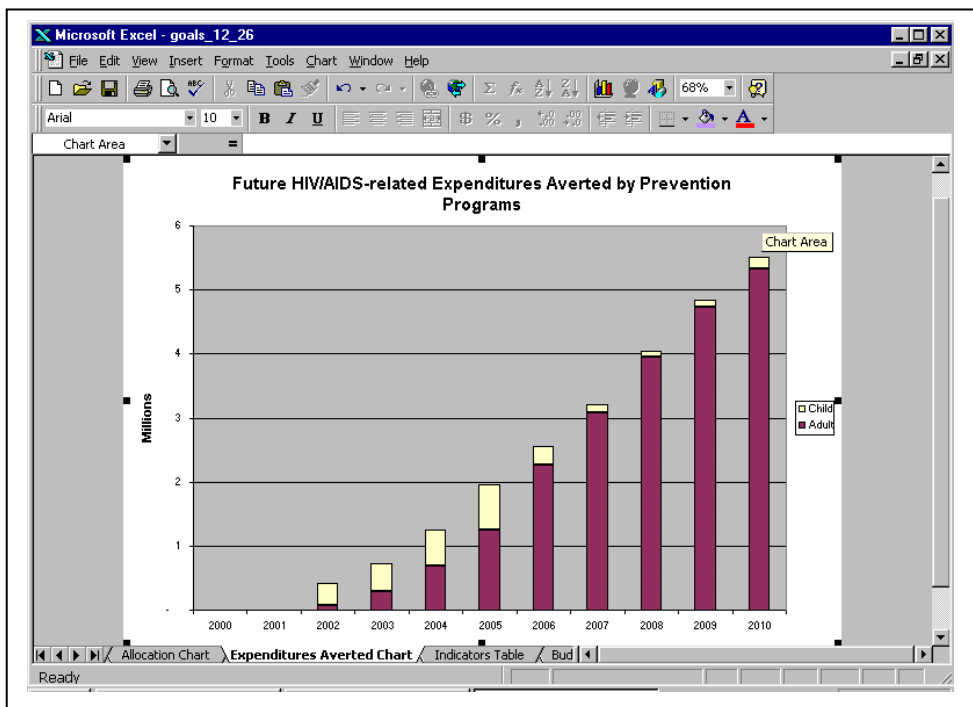 Microsoft Excel - goals_12_26
File Edit View Insert Format Tools Chart Window Help
68%
Arial 10 B I U $ % ,
Chart Area =
Future HIV/AIDS-related Expenditures Averted by Prevention
Programs
Chart Area
6
5
4
3
2
1
-
Millions
Child
Adult
2000 2001 2002 2003 2004 2005 2006 2007 2008 2009 2010
Allocation Chart Expenditures Averted Chart Indicators Table Bud
Ready